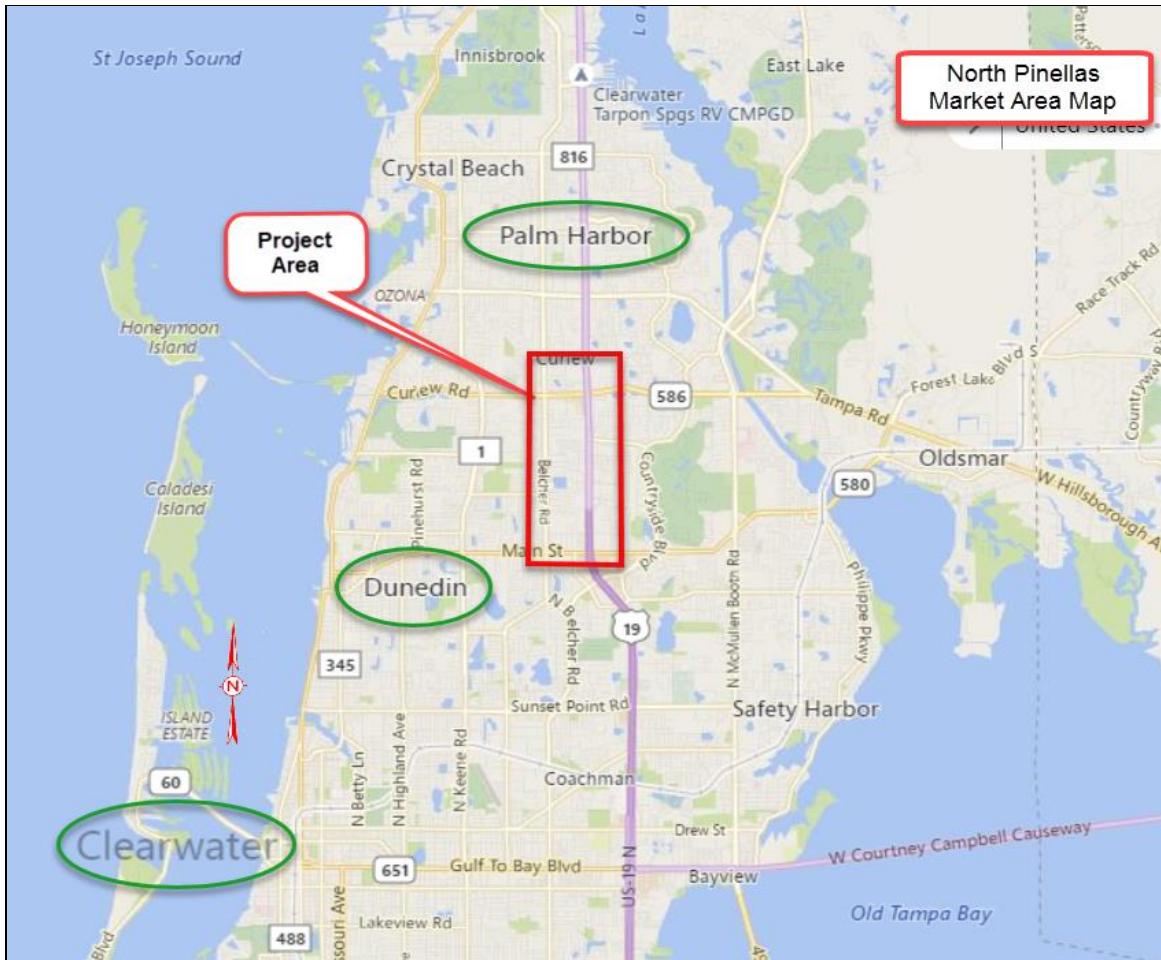 St Joseph Sound
Innisbrook
East Lake
North Pinellas
Market Area Map
United States
Clearwater
Tarpon Spgs RV CMPGD
816
Crystal Beach
Palm Harbor
Project
Area
OZONA
Honeymoon
Island
Race Track Rd
Curlew
Curlew Rd
586
Forest Lake Blvd S
Tampa Rd
1
Pinehurst Rd
Belcher Rd
Countryside Blvd
Oldsmar
580
W Hillsborough
Caladesi
Island
Main St
Dunedin
N Belcher Rd
19
N McMullen Booth Rd
Philippe Pkwy
345
N
Sunset Point Rd
Safety Harbor
ISLAND
ESTATE
60
N Betty Ln
N Highland Ave
N Keene Rd
Coachman
Drew St
Clearwater
651
Gulf To Bay Blvd
US-19 N
Bayview
W Courtney Campbell Causeway
Lakeview Rd
Old Tampa Bay
488
Blvd